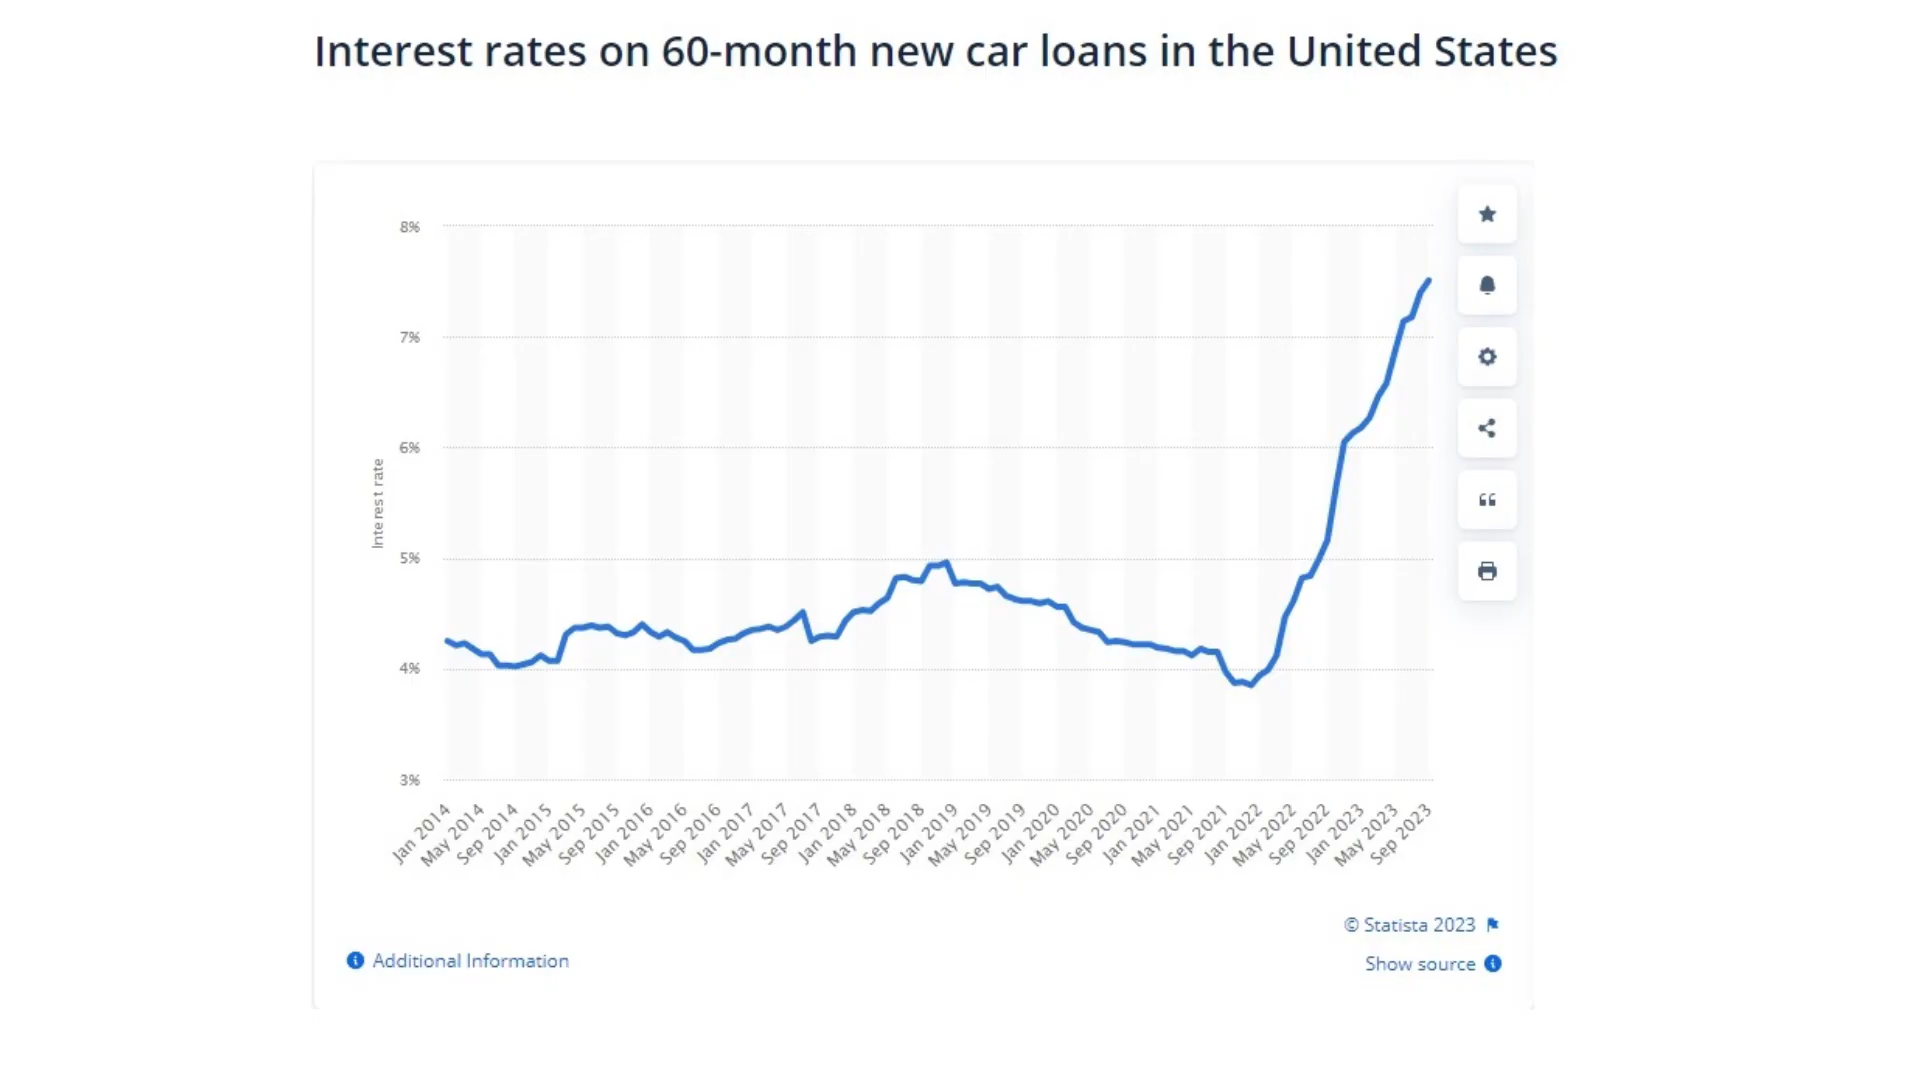 Interest rates on 60-month new car loans in the United States
8%
7%
6%
5%
4%
3%
Interest rate
Jan 2014
May 2014
Sep 2014
Jan 2015
May 2015
Sep 2015
Jan 2016
May 2016
Sep 2016
Jan 2017
May 2017
Sep 2017
Jan 2018
May 2018
Sep 2018
Jan 2019
May 2019
Sep 2019
Jan 2020
May 2020
Sep 2020
Jan 2021
May 2021
Sep 2021
Jan 2022
May 2022
Sep 2022
Jan 2023
May 2023
Sep 2023
© Statista 2023
Additional Information
Show source